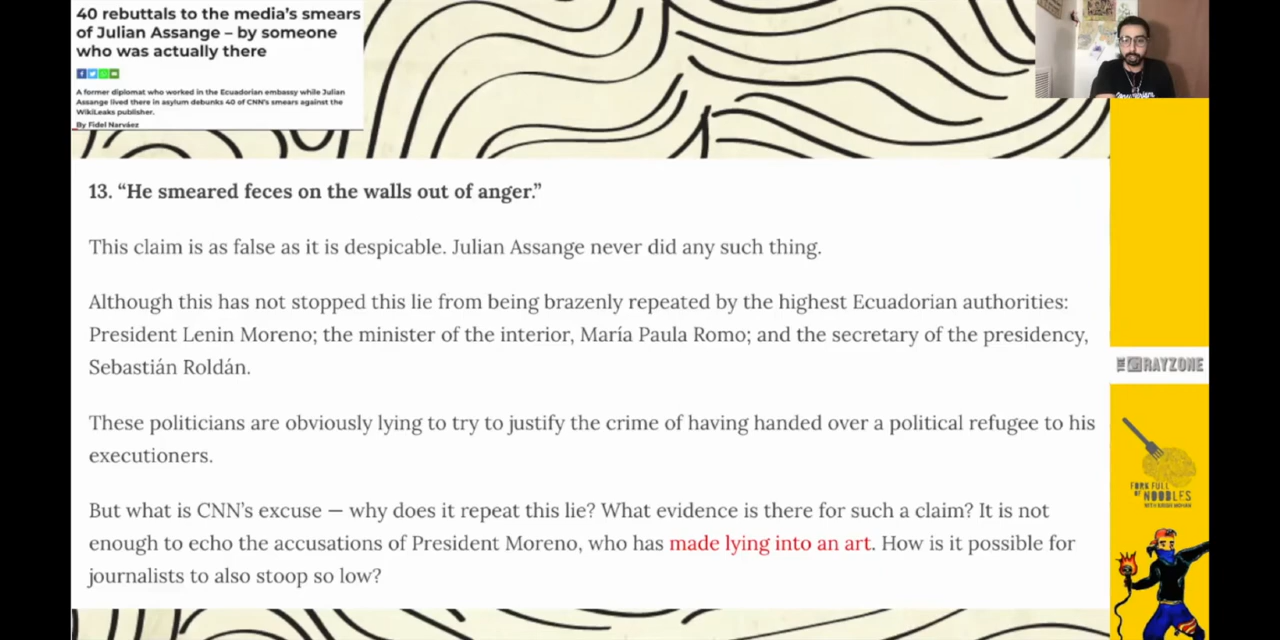 40 rebuttals to the media's smears
of Julian Assange – by someone
who was actually there
A former diplomat who worked in the Ecuadorian embassy while Julian
Assange lived there in asylum debunks 40 of CNN's smears against the
WikiLeaks publisher.
By Fidel Narváez
13. “He smeared feces on the walls out of anger.”
This claim is as false as it is despicable. Julian Assange never did any such thing.
Although this has not stopped this lie from being brazenly repeated by the highest Ecuadorian authorities:
President Lenin Moreno; the minister of the interior, María Paula Romo; and the secretary of the presidency,
Sebastián Roldán.
These politicians are obviously lying to try to justify the crime of having handed over a political refugee to his
executioners.
But what is CNN’s excuse — why does it repeat this lie? What evidence is there for such a claim? It is not
enough to echo the accusations of President Moreno, who has made lying into an art. How is it possible for
journalists to also stoop so low?
THE GRAYZONE
FORK FULL
OF NOODLES